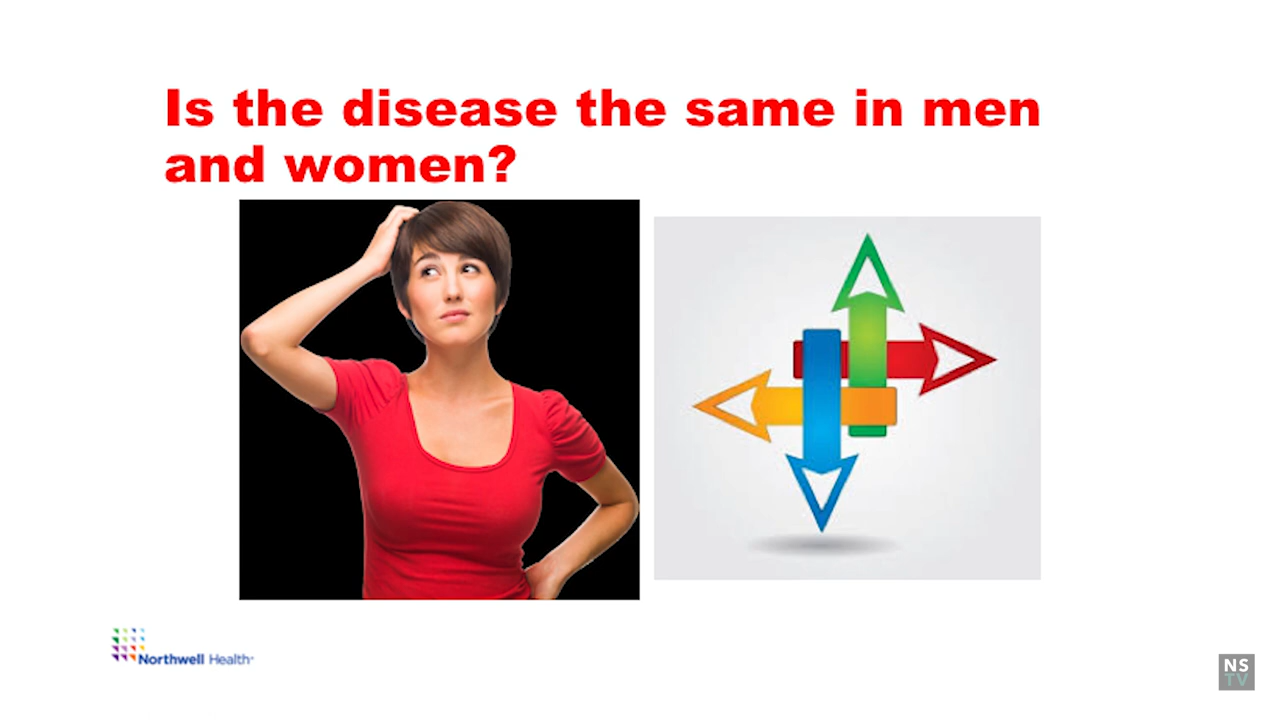 Is the disease the same in men
and women?
Northwell Health
NS
TV